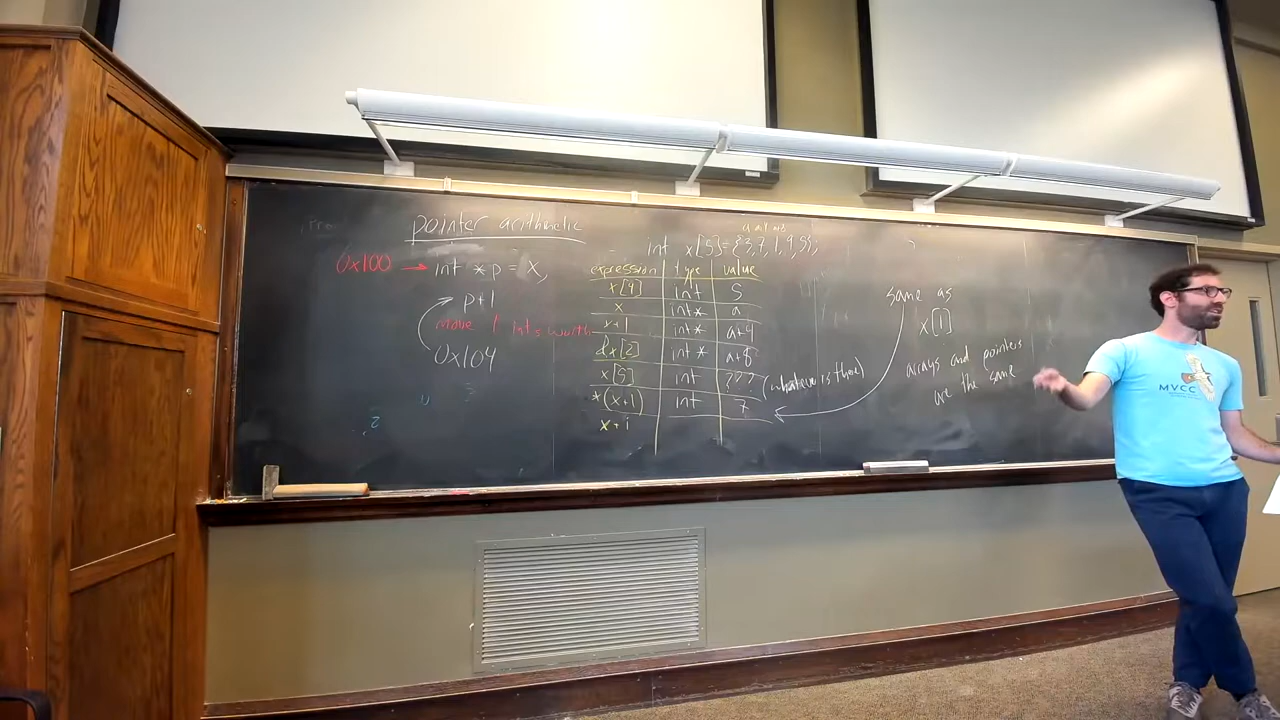 pointer arithmetic
0x100 → int *p = x;
p+1
move 1 int's worth
0x104
int x[5] = {3,7,1,9,5};
expression type value
x[4] int 5
x int* a
x+1 int* a+4
&x[2] int* a+8
x[5] int ??? (whatever is there)
*(x+1) int 7
x+i
same as
x[1]
arrays and pointers
are the same
MVCC